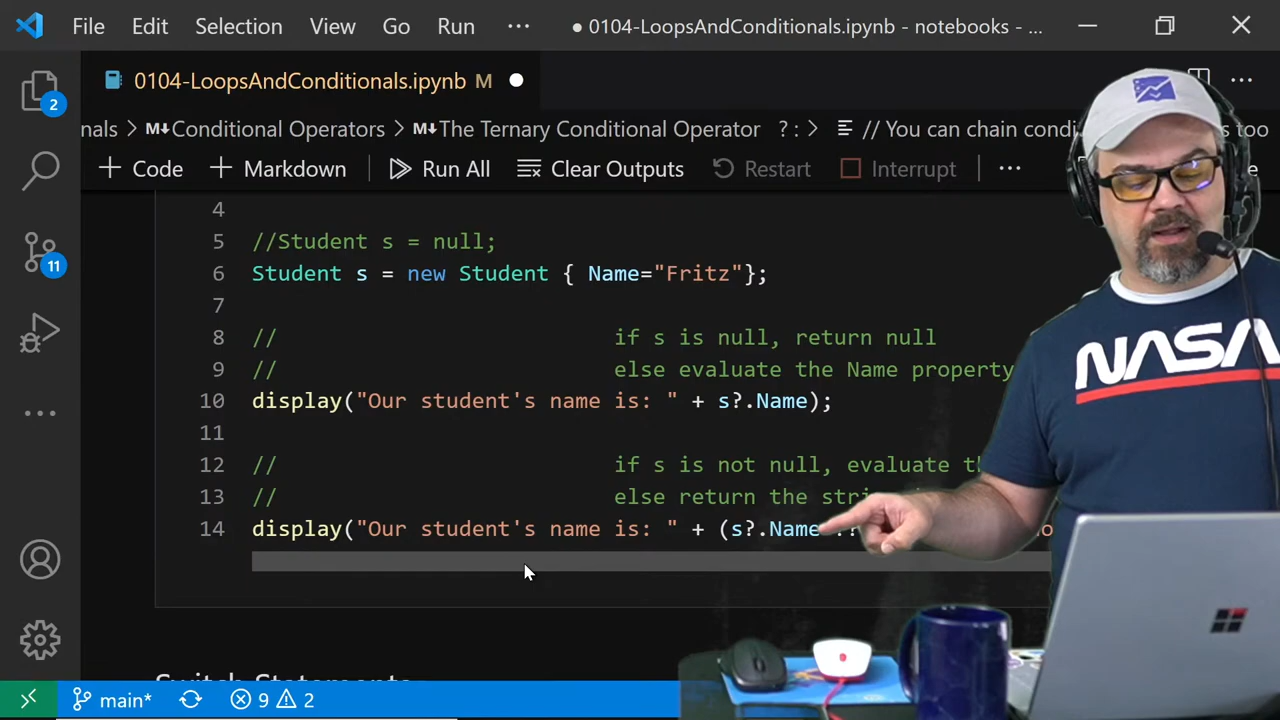 File Edit Selection View Go Run ··· ● 0104-LoopsAndConditionals.ipynb - notebooks - ...
0104-LoopsAndConditionals.ipynb M
nals > M↓Conditional Operators > M↓The Ternary Conditional Operator ? : > // You can chain condi too
+ Code + Markdown Run All Clear Outputs Restart Interrupt ···
4
5 //Student s = null;
6 Student s = new Student { Name="Fritz"};
7
8 // if s is null, return null
9 // else evaluate the Name property
10 display("Our student's name is: " + s?.Name);
11
12 // if s is not null, evaluate
13 // else return the
14 display("Our student's name is: " + (s?.Name
Switch Statements
main* 9 2
2
11
NASA